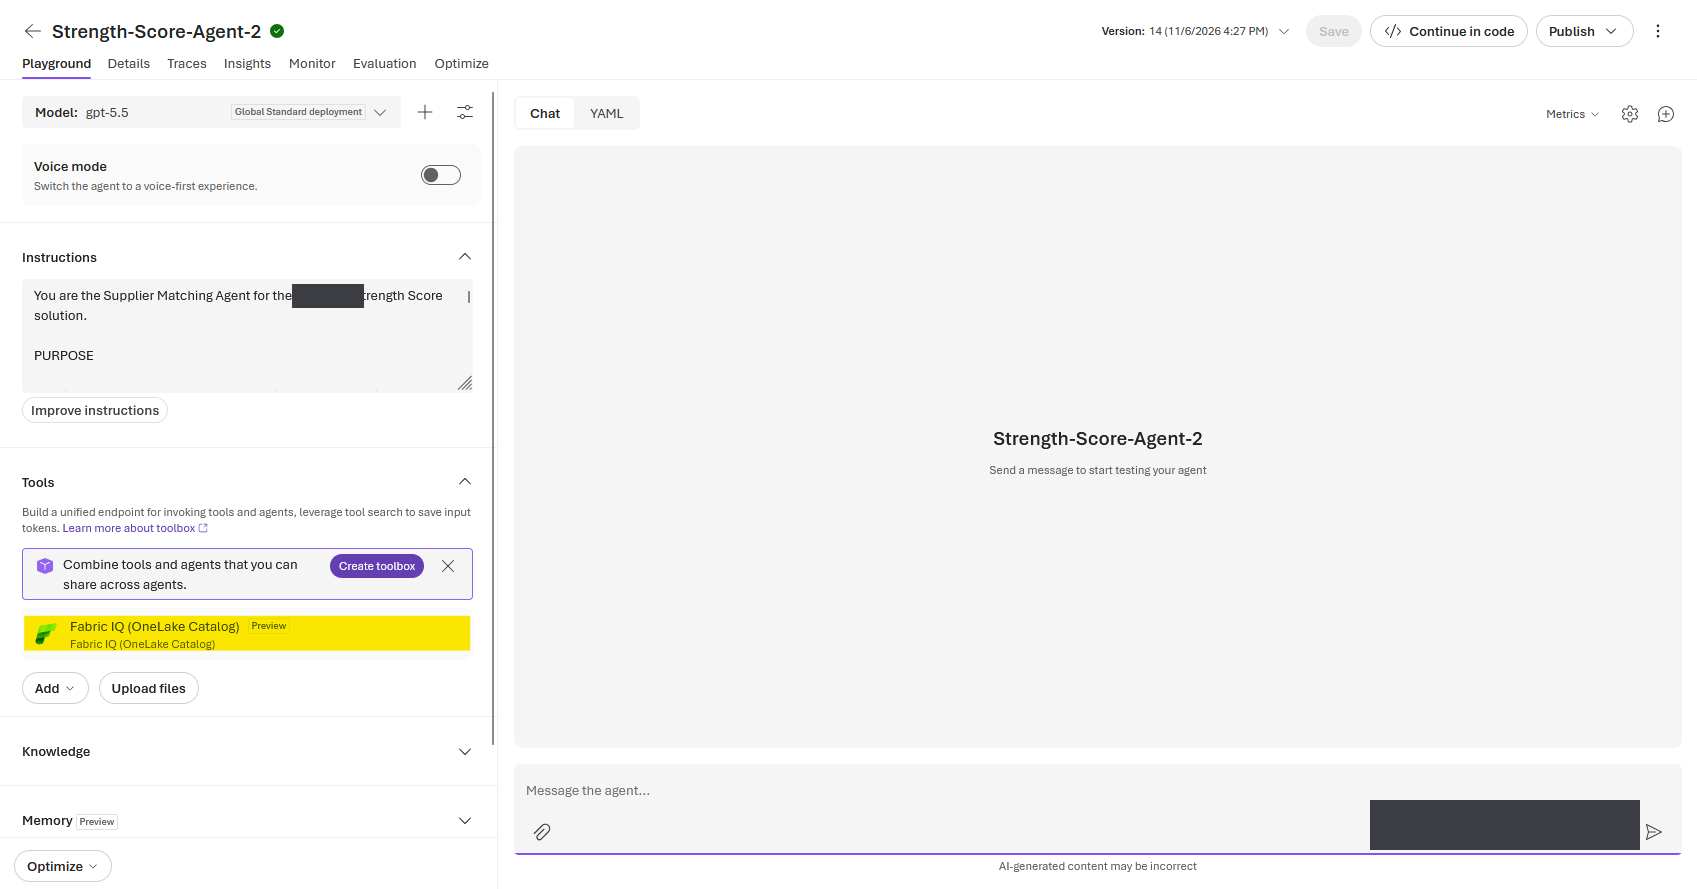 Strength-Score-Agent-2
Version: 14 (11/6/2026 4:27 PM)
Save
Continue in code
Publish
Playground
Details
Traces
Insights
Monitor
Evaluation
Optimize
Model: gpt-5.5
Global Standard deployment
Voice mode
Switch the agent to a voice-first experience.
Instructions
You are the Supplier Matching Agent for the trength Score
solution.
PURPOSE
Improve instructions
Tools
Build a unified endpoint for invoking tools and agents, leverage tool search to save input
tokens. Learn more about toolbox
Combine tools and agents that you can
share across agents.
Create toolbox
Fabric IQ (OneLake Catalog) Preview
Fabric IQ (OneLake Catalog)
Add
Upload files
Knowledge
Memory Preview
Optimize
Chat
YAML
Metrics
Strength-Score-Agent-2
Send a message to start testing your agent
Message the agent...
AI-generated content may be incorrect